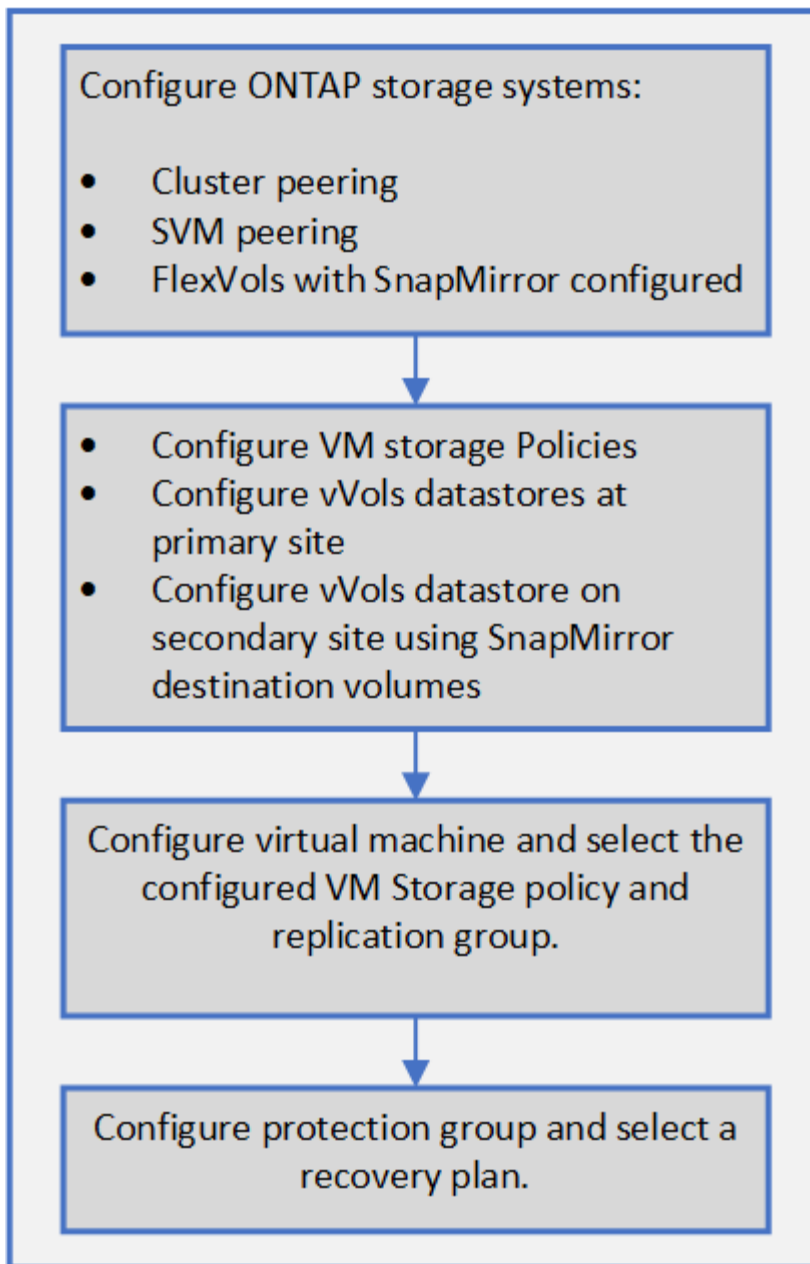 Configure ONTAP storage systems:
• Cluster peering
• SVM peering
• FlexVols with SnapMirror configured
• Configure VM storage Policies
• Configure vVols datastores at
primary site
• Configure vVols datastore on
secondary site using SnapMirror
destination volumes
Configure virtual machine and select the
configured VM Storage policy and
replication group.
Configure protection group and select a
recovery plan.